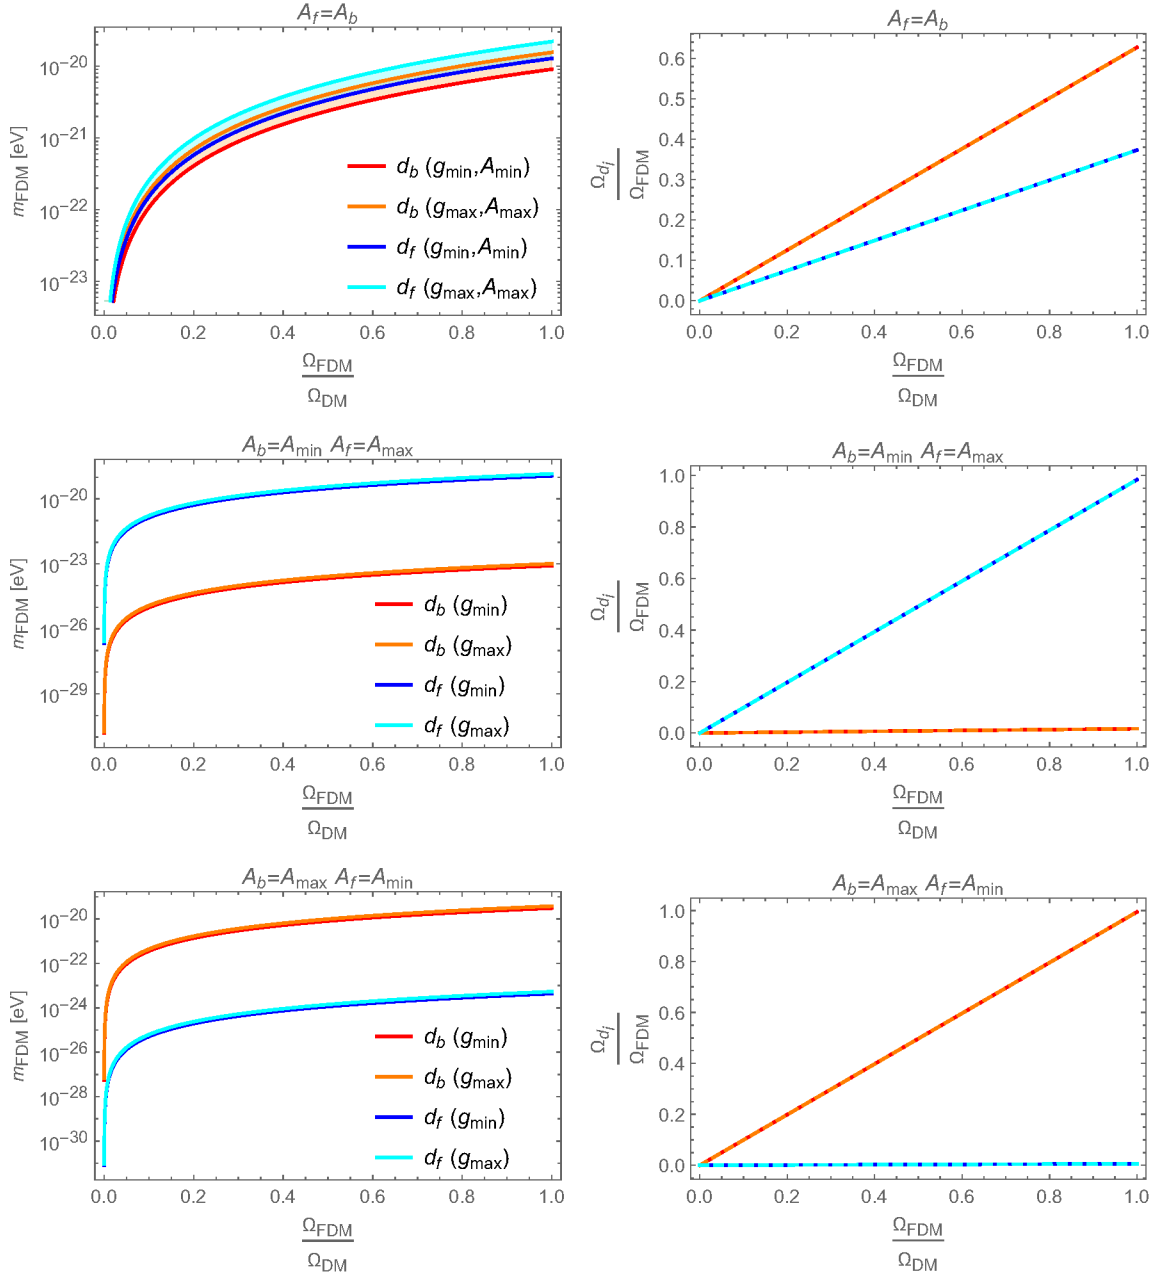 A_f=A_b
m_FDM [eV]
10^−20
10^−21
10^−22
10^−23
d_b (g_min,A_min)
d_b (g_max,A_max)
d_f (g_min,A_min)
d_f (g_max,A_max)
0.0 0.2 0.4 0.6 0.8 1.0
Ω_FDM
Ω_DM
A_f=A_b
Ω_d_i
Ω_FDM
0.6
0.5
0.4
0.3
0.2
0.1
0.0
0.0 0.2 0.4 0.6 0.8 1.0
Ω_FDM
Ω_DM
A_b=A_min A_f=A_max
m_FDM [eV]
10^−20
10^−23
10^−26
10^−29
d_b (g_min)
d_b (g_max)
d_f (g_min)
d_f (g_max)
0.0 0.2 0.4 0.6 0.8 1.0
Ω_FDM
Ω_DM
A_b=A_min A_f=A_max
Ω_d_i
Ω_FDM
1.0
0.8
0.6
0.4
0.2
0.0
0.0 0.2 0.4 0.6 0.8 1.0
Ω_FDM
Ω_DM
A_b=A_max A_f=A_min
m_FDM [eV]
10^−20
10^−22
10^−24
10^−26
10^−28
10^−30
d_b (g_min)
d_b (g_max)
d_f (g_min)
d_f (g_max)
0.0 0.2 0.4 0.6 0.8 1.0
Ω_FDM
Ω_DM
A_b=A_max A_f=A_min
Ω_d_i
Ω_FDM
1.0
0.8
0.6
0.4
0.2
0.0
0.0 0.2 0.4 0.6 0.8 1.0
Ω_FDM
Ω_DM